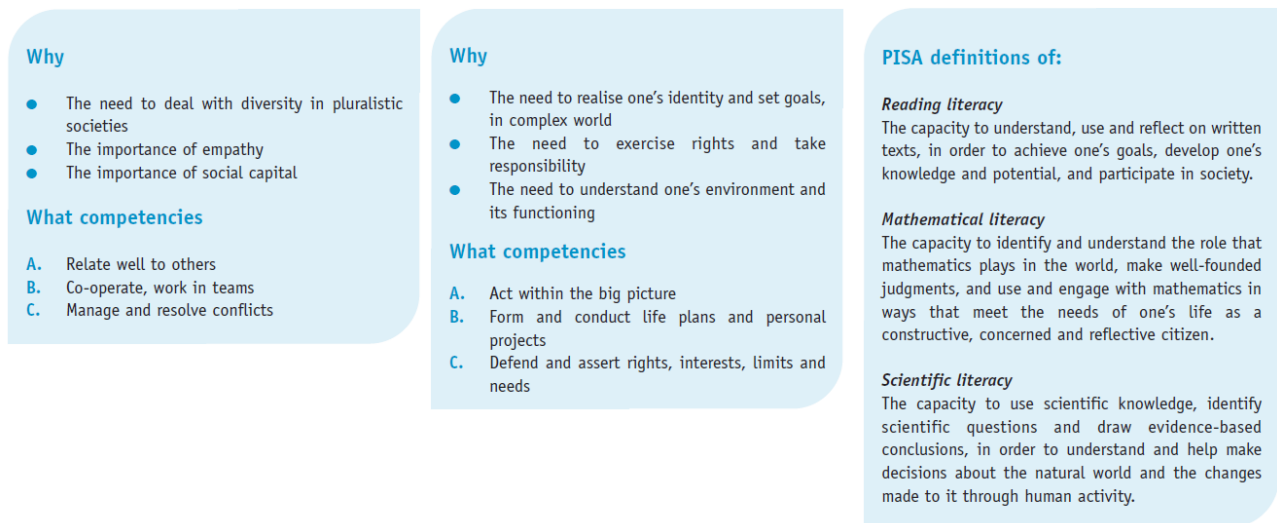 Why
● The need to deal with diversity in pluralistic
societies
● The importance of empathy
● The importance of social capital
What competencies
A. Relate well to others
B. Co-operate, work in teams
C. Manage and resolve conflicts
Why
● The need to realise one's identity and set goals,
in complex world
● The need to exercise rights and take
responsibility
● The need to understand one's environment and
its functioning
What competencies
A. Act within the big picture
B. Form and conduct life plans and personal
projects
C. Defend and assert rights, interests, limits and
needs
PISA definitions of:
Reading literacy
The capacity to understand, use and reflect on written
texts, in order to achieve one's goals, develop one's
knowledge and potential, and participate in society.
Mathematical literacy
The capacity to identify and understand the role that
mathematics plays in the world, make well-founded
judgments, and use and engage with mathematics in
ways that meet the needs of one's life as a
constructive, concerned and reflective citizen.
Scientific literacy
The capacity to use scientific knowledge, identify
scientific questions and draw evidence-based
conclusions, in order to understand and help make
decisions about the natural world and the changes
made to it through human activity.